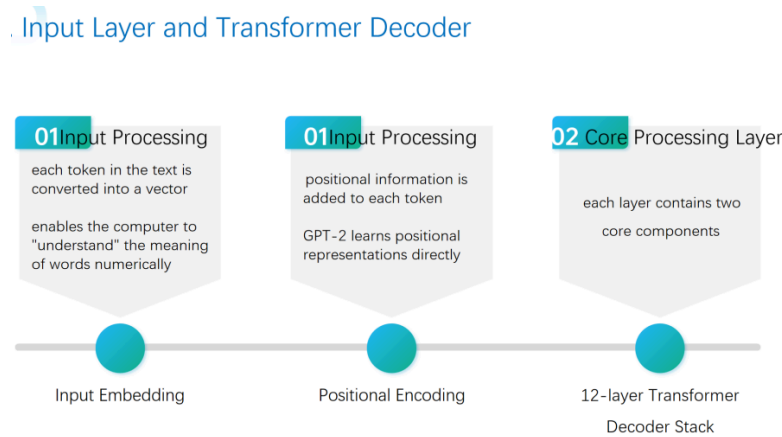 . Input Layer and Transformer Decoder
01Input Processing
each token in the text is
converted into a vector
enables the computer to
"understand" the meaning
of words numerically
Input Embedding
01Input Processing
positional information is
added to each token
GPT-2 learns positional
representations directly
Positional Encoding
02 Core Processing Layer
each layer contains two
core components
12-layer Transformer
Decoder Stack